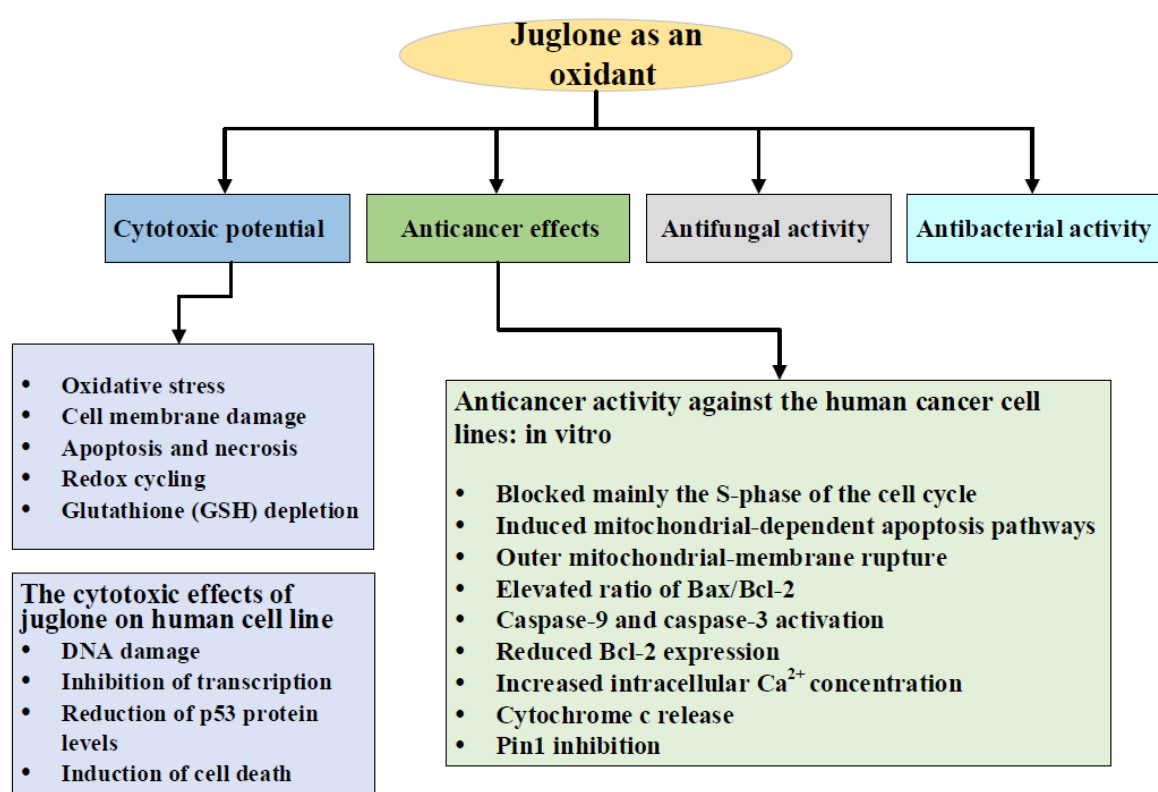 Juglone as an
oxidant
Cytotoxic potential
Anticancer effects
Antifungal activity
Antibacterial activity
• Oxidative stress
• Cell membrane damage
• Apoptosis and necrosis
• Redox cycling
• Glutathione (GSH) depletion
The cytotoxic effects of
juglone on human cell line
• DNA damage
• Inhibition of transcription
• Reduction of p53 protein
levels
• Induction of cell death
Anticancer activity against the human cancer cell
lines: in vitro
• Blocked mainly the S-phase of the cell cycle
• Induced mitochondrial-dependent apoptosis pathways
• Outer mitochondrial-membrane rupture
• Elevated ratio of Bax/Bcl-2
• Caspase-9 and caspase-3 activation
• Reduced Bcl-2 expression
• Increased intracellular Ca²⁺ concentration
• Cytochrome c release
• Pin1 inhibition